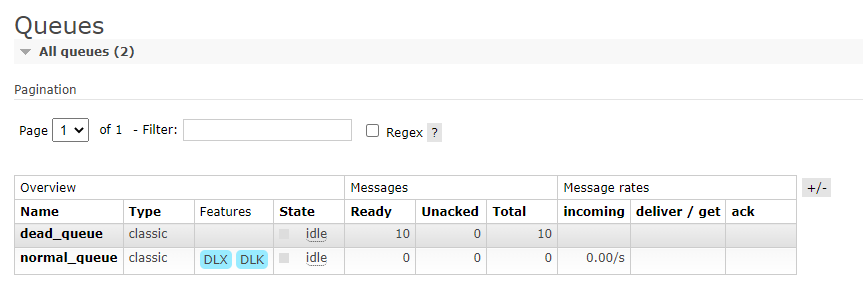 Queues
All queues (2)
Pagination
Page 1 of 1 - Filter: Regex ?
Overview Messages Message rates +/-
Name Type Features State Ready Unacked Total incoming deliver / get ack
dead_queue classic idle 10 0 10
normal_queue classic DLX DLK idle 0 0 0 0.00/s